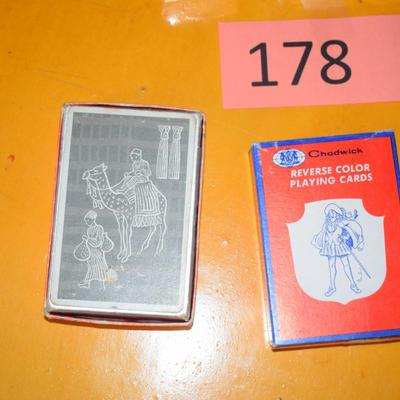 178
Chadwick
REVERSE COLOR
PLAYING CARDS